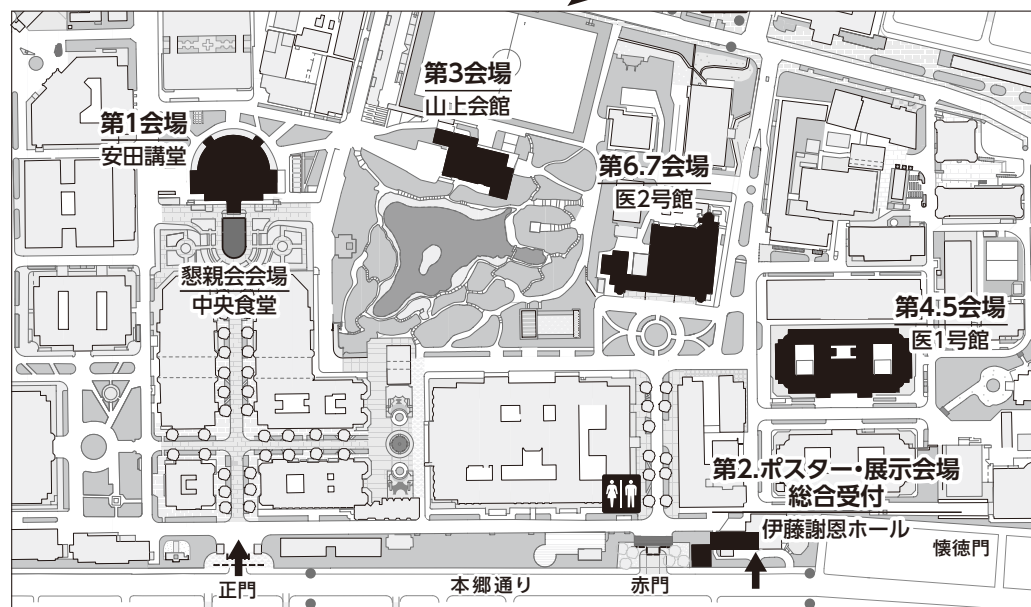 第3会場
山上会館
第1会場
安田講堂
第6.7会場
医2号館
懇親会会場
中央食堂
第4.5会場
医1号館
第2.ポスター・展示会場
総合受付
伊藤謝恩ホール
懐徳門
正門
本郷通り
赤門